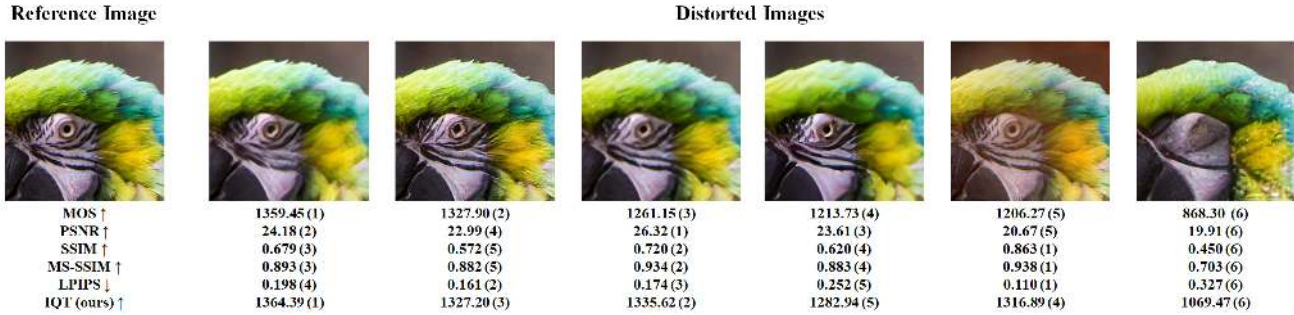 Reference Image Distorted Images
MOS ↑ 1359.45 (1) 1327.90 (2) 1261.15 (3) 1213.73 (4) 1206.27 (5) 868.30 (6)
PSNR ↑ 24.18 (2) 22.99 (4) 26.32 (1) 23.61 (3) 20.67 (5) 19.91 (6)
SSIM ↑ 0.679 (3) 0.572 (5) 0.720 (2) 0.620 (4) 0.863 (1) 0.450 (6)
MS-SSIM ↑ 0.893 (3) 0.882 (5) 0.934 (2) 0.883 (4) 0.938 (1) 0.703 (6)
LPIPS ↓ 0.198 (4) 0.161 (2) 0.174 (3) 0.252 (5) 0.110 (1) 0.327 (6)
IQT (ours) ↑ 1364.39 (1) 1327.20 (3) 1335.62 (2) 1282.94 (5) 1316.89 (4) 1069.47 (6)